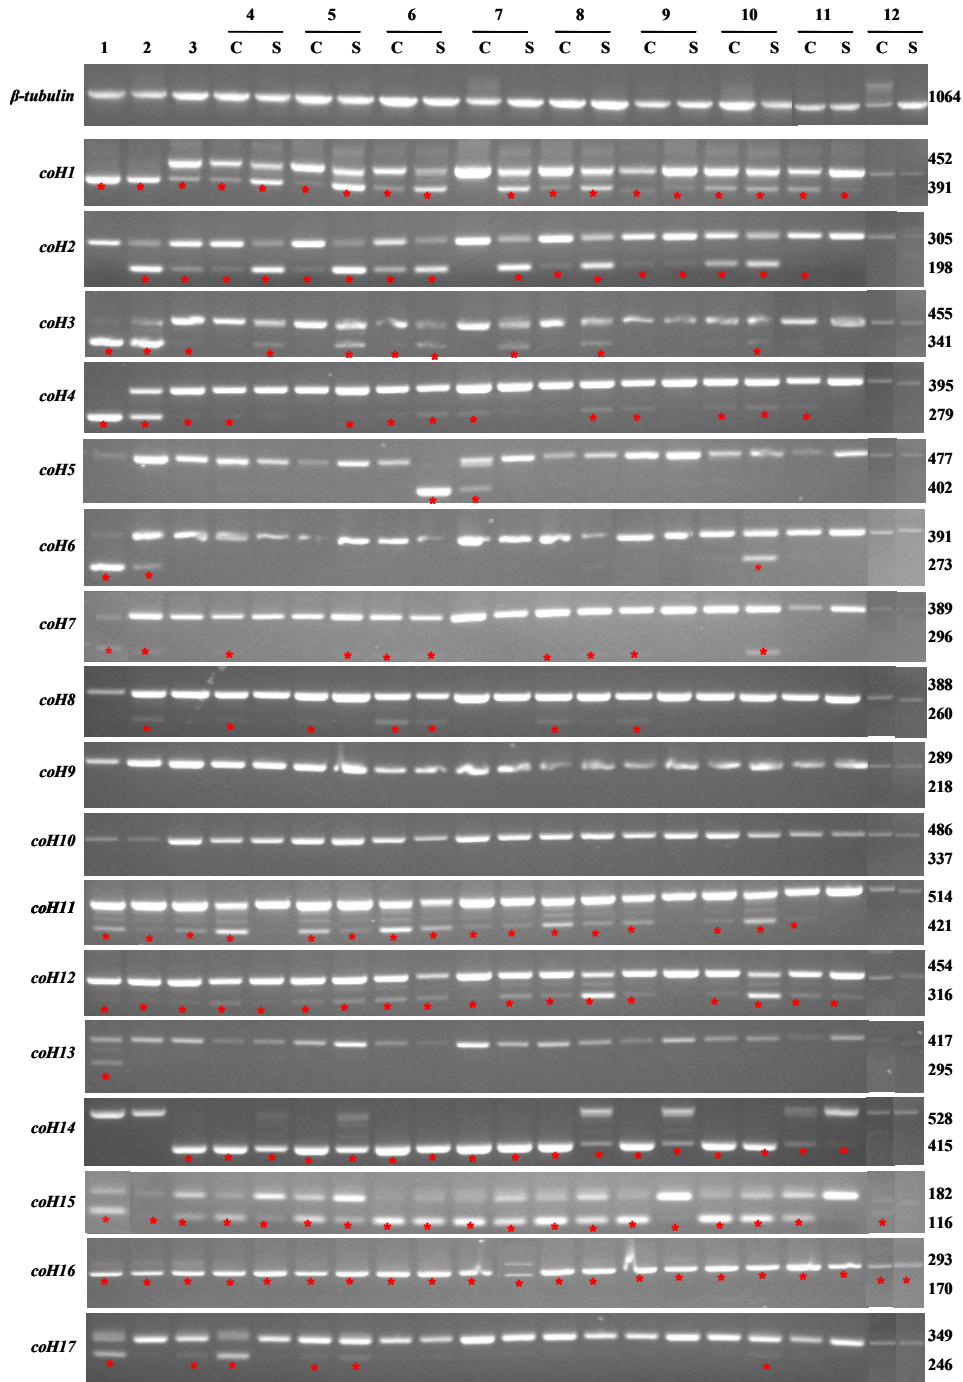 4 5 6 7 8 9 10 11 12
1 2 3 C S C S C S C S C S C S C S C S C S
β-tubulin 1064
coH1 452
391
coH2 305
198
coH3 455
341
coH4 395
279
coH5 477
402
coH6 391
273
coH7 389
296
coH8 388
260
coH9 289
218
coH10 486
337
coH11 514
421
coH12 454
316
coH13 417
295
coH14 528
415
coH15 182
116
coH16 293
170
coH17 349
246